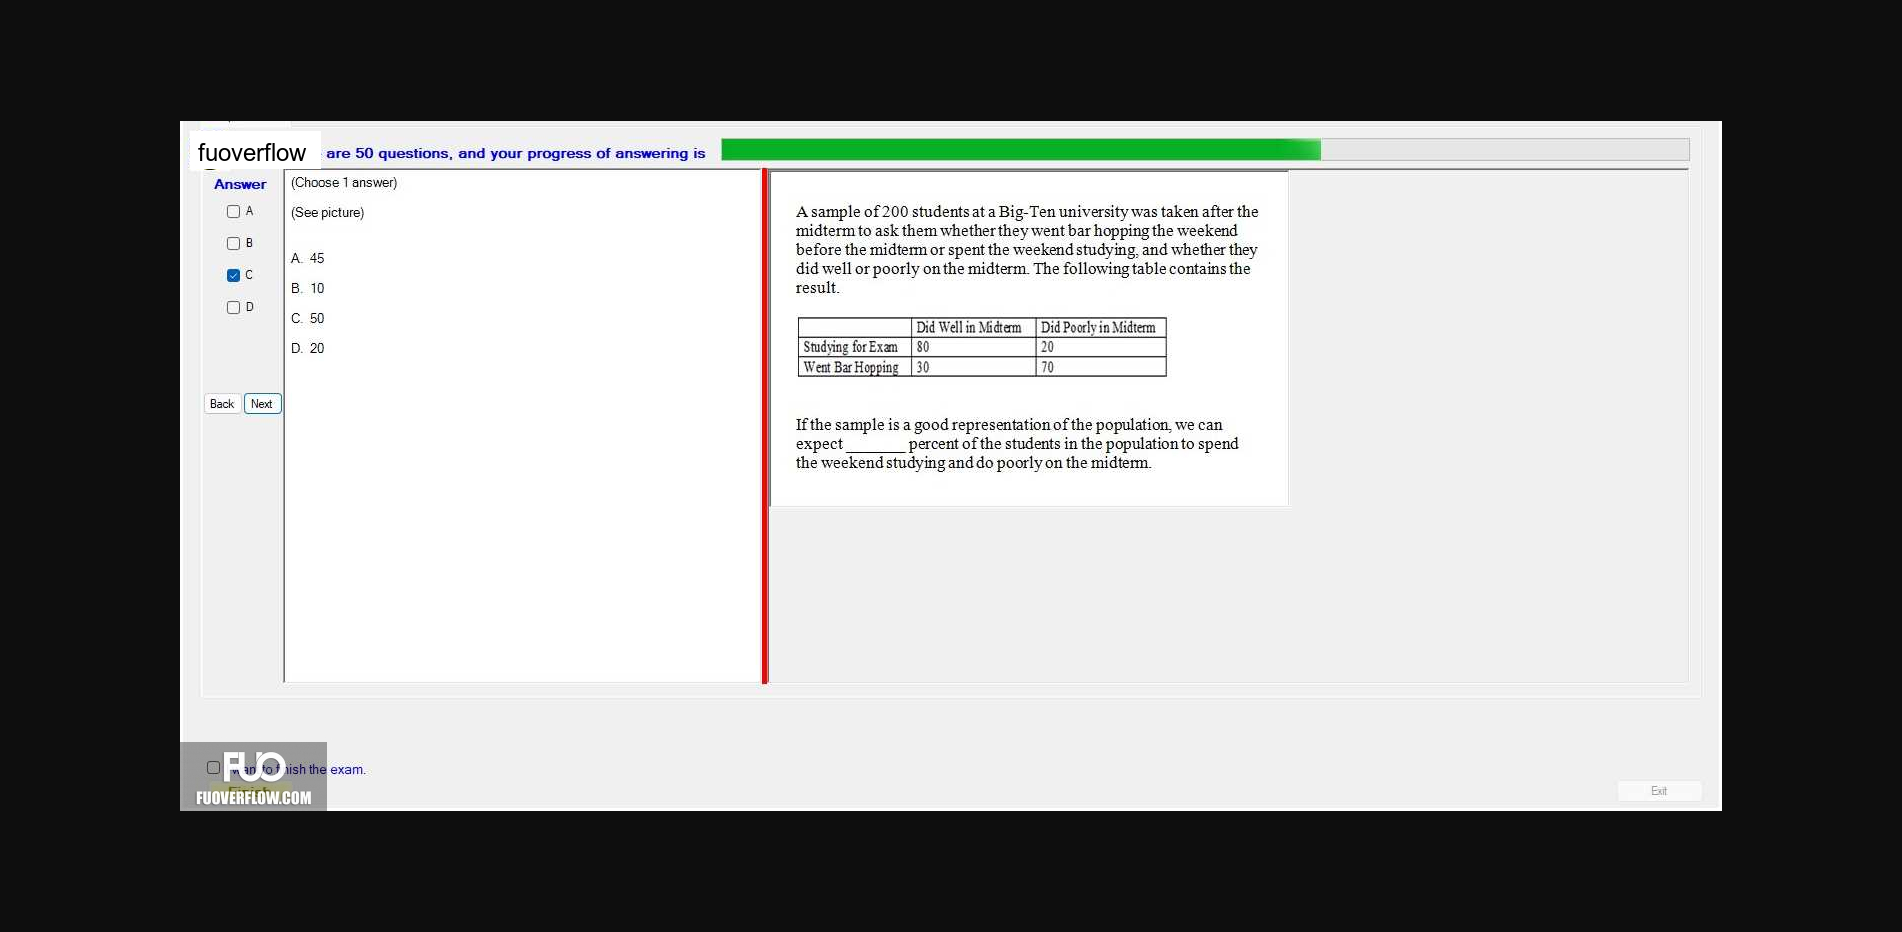 fuoverflow are 50 questions, and your progress of answering is
Answer
A
B
C
D
Back Next
(Choose 1 answer)
(See picture)
A. 45
B. 10
C. 50
D. 20
A sample of 200 students at a Big-Ten university was taken after the
midterm to ask them whether they went bar hopping the weekend
before the midterm or spent the weekend studying, and whether they
did well or poorly on the midterm. The following table contains the
result.
Did Well in Midterm Did Poorly in Midterm
Studying for Exam 80 20
Went Bar Hopping 30 70
If the sample is a good representation of the population, we can
expect _______ percent of the students in the population to spend
the weekend studying and do poorly on the midterm.
want to finish the exam.
FUO
Finish
FUOVERFLOW.COM
Exit